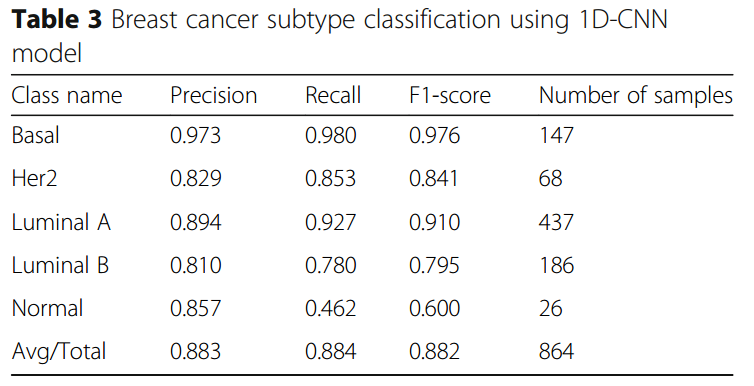 Table 3 Breast cancer subtype classification using 1D-CNN
model
Class name Precision Recall F1-score Number of samples
Basal 0.973 0.980 0.976 147
Her2 0.829 0.853 0.841 68
Luminal A 0.894 0.927 0.910 437
Luminal B 0.810 0.780 0.795 186
Normal 0.857 0.462 0.600 26
Avg/Total 0.883 0.884 0.882 864